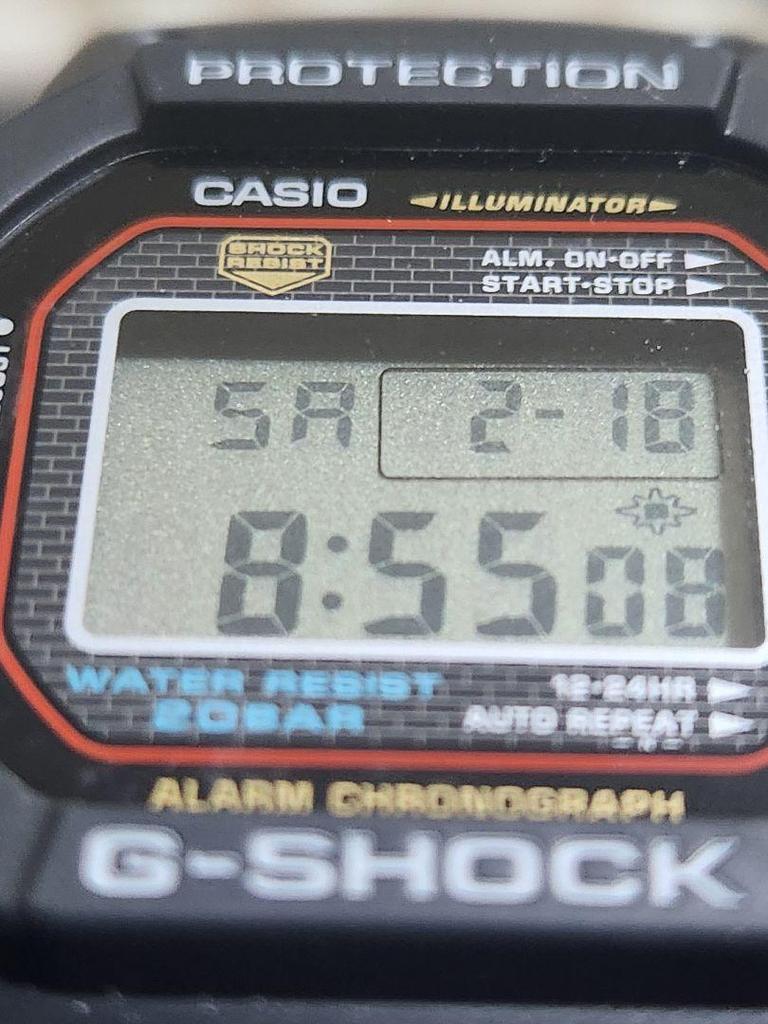 PROTECTION
CASIO ILLUMINATOR
SHOCK RESIST
ALM. ON·OFF
START·STOP
SA 2-18
8:55 08
WATER RESIST
20BAR
12·24HR
AUTO REPEAT
ALARM CHRONOGRAPH
G-SHOCK